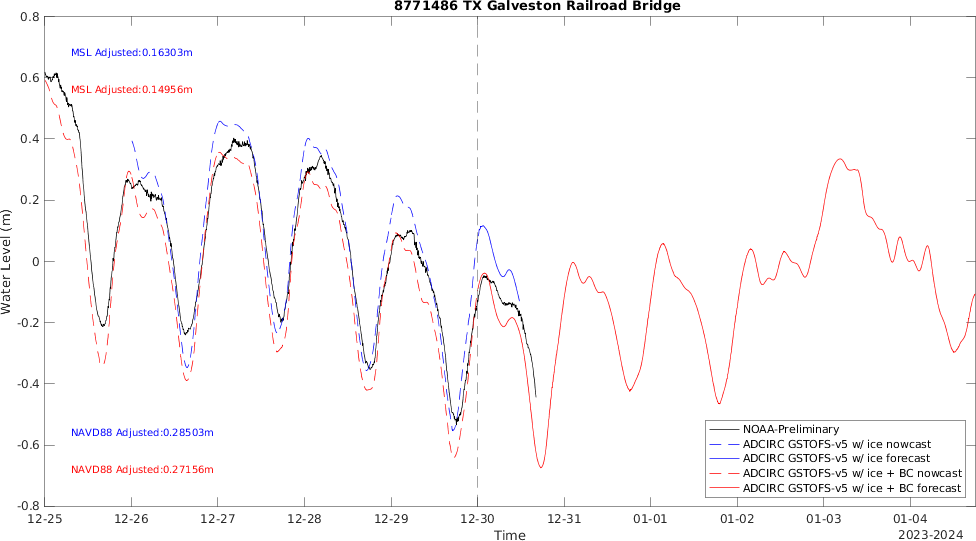 8771486 TX Galveston Railroad Bridge
0.8
0.6
0.4
0.2
0
-0.2
-0.4
-0.6
-0.8
Water Level (m)
MSL Adjusted:0.16303m
MSL Adjusted:0.14956m
NAVD88 Adjusted:0.28503m
NAVD88 Adjusted:0.27156m
NOAA-Preliminary
ADCIRC GSTOFS-v5 w/ ice nowcast
ADCIRC GSTOFS-v5 w/ ice forecast
ADCIRC GSTOFS-v5 w/ ice + BC nowcast
ADCIRC GSTOFS-v5 w/ ice + BC forecast
12-25 12-26 12-27 12-28 12-29 12-30 12-31 01-01 01-02 01-03 01-04
Time
2023-2024